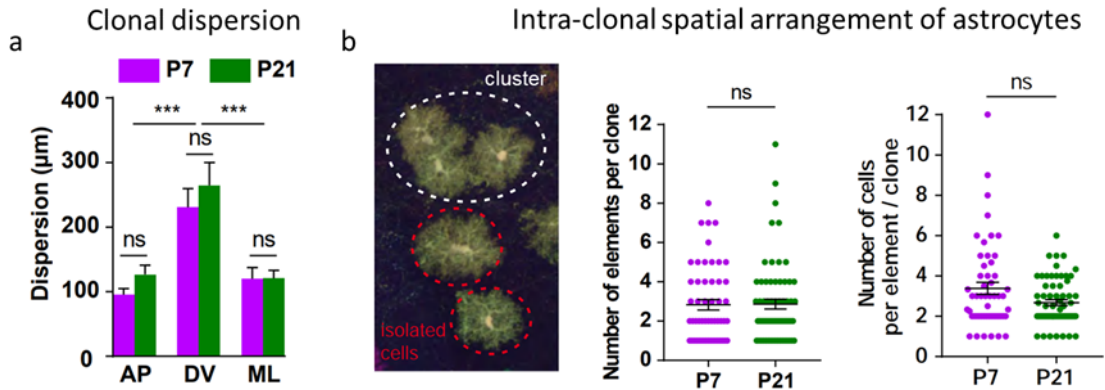 Clonal dispersion
Intra-clonal spatial arrangement of astrocytes
a
P7 P21
Dispersion (µm)
400
300
200
100
0
*** ***
ns
ns
ns
AP DV ML
b
cluster
Isolated
cells
Number of elements per clone
12
10
8
6
4
2
0
ns
P7 P21
Number of cells
per element / clone
12
10
8
6
4
2
0
ns
P7 P21